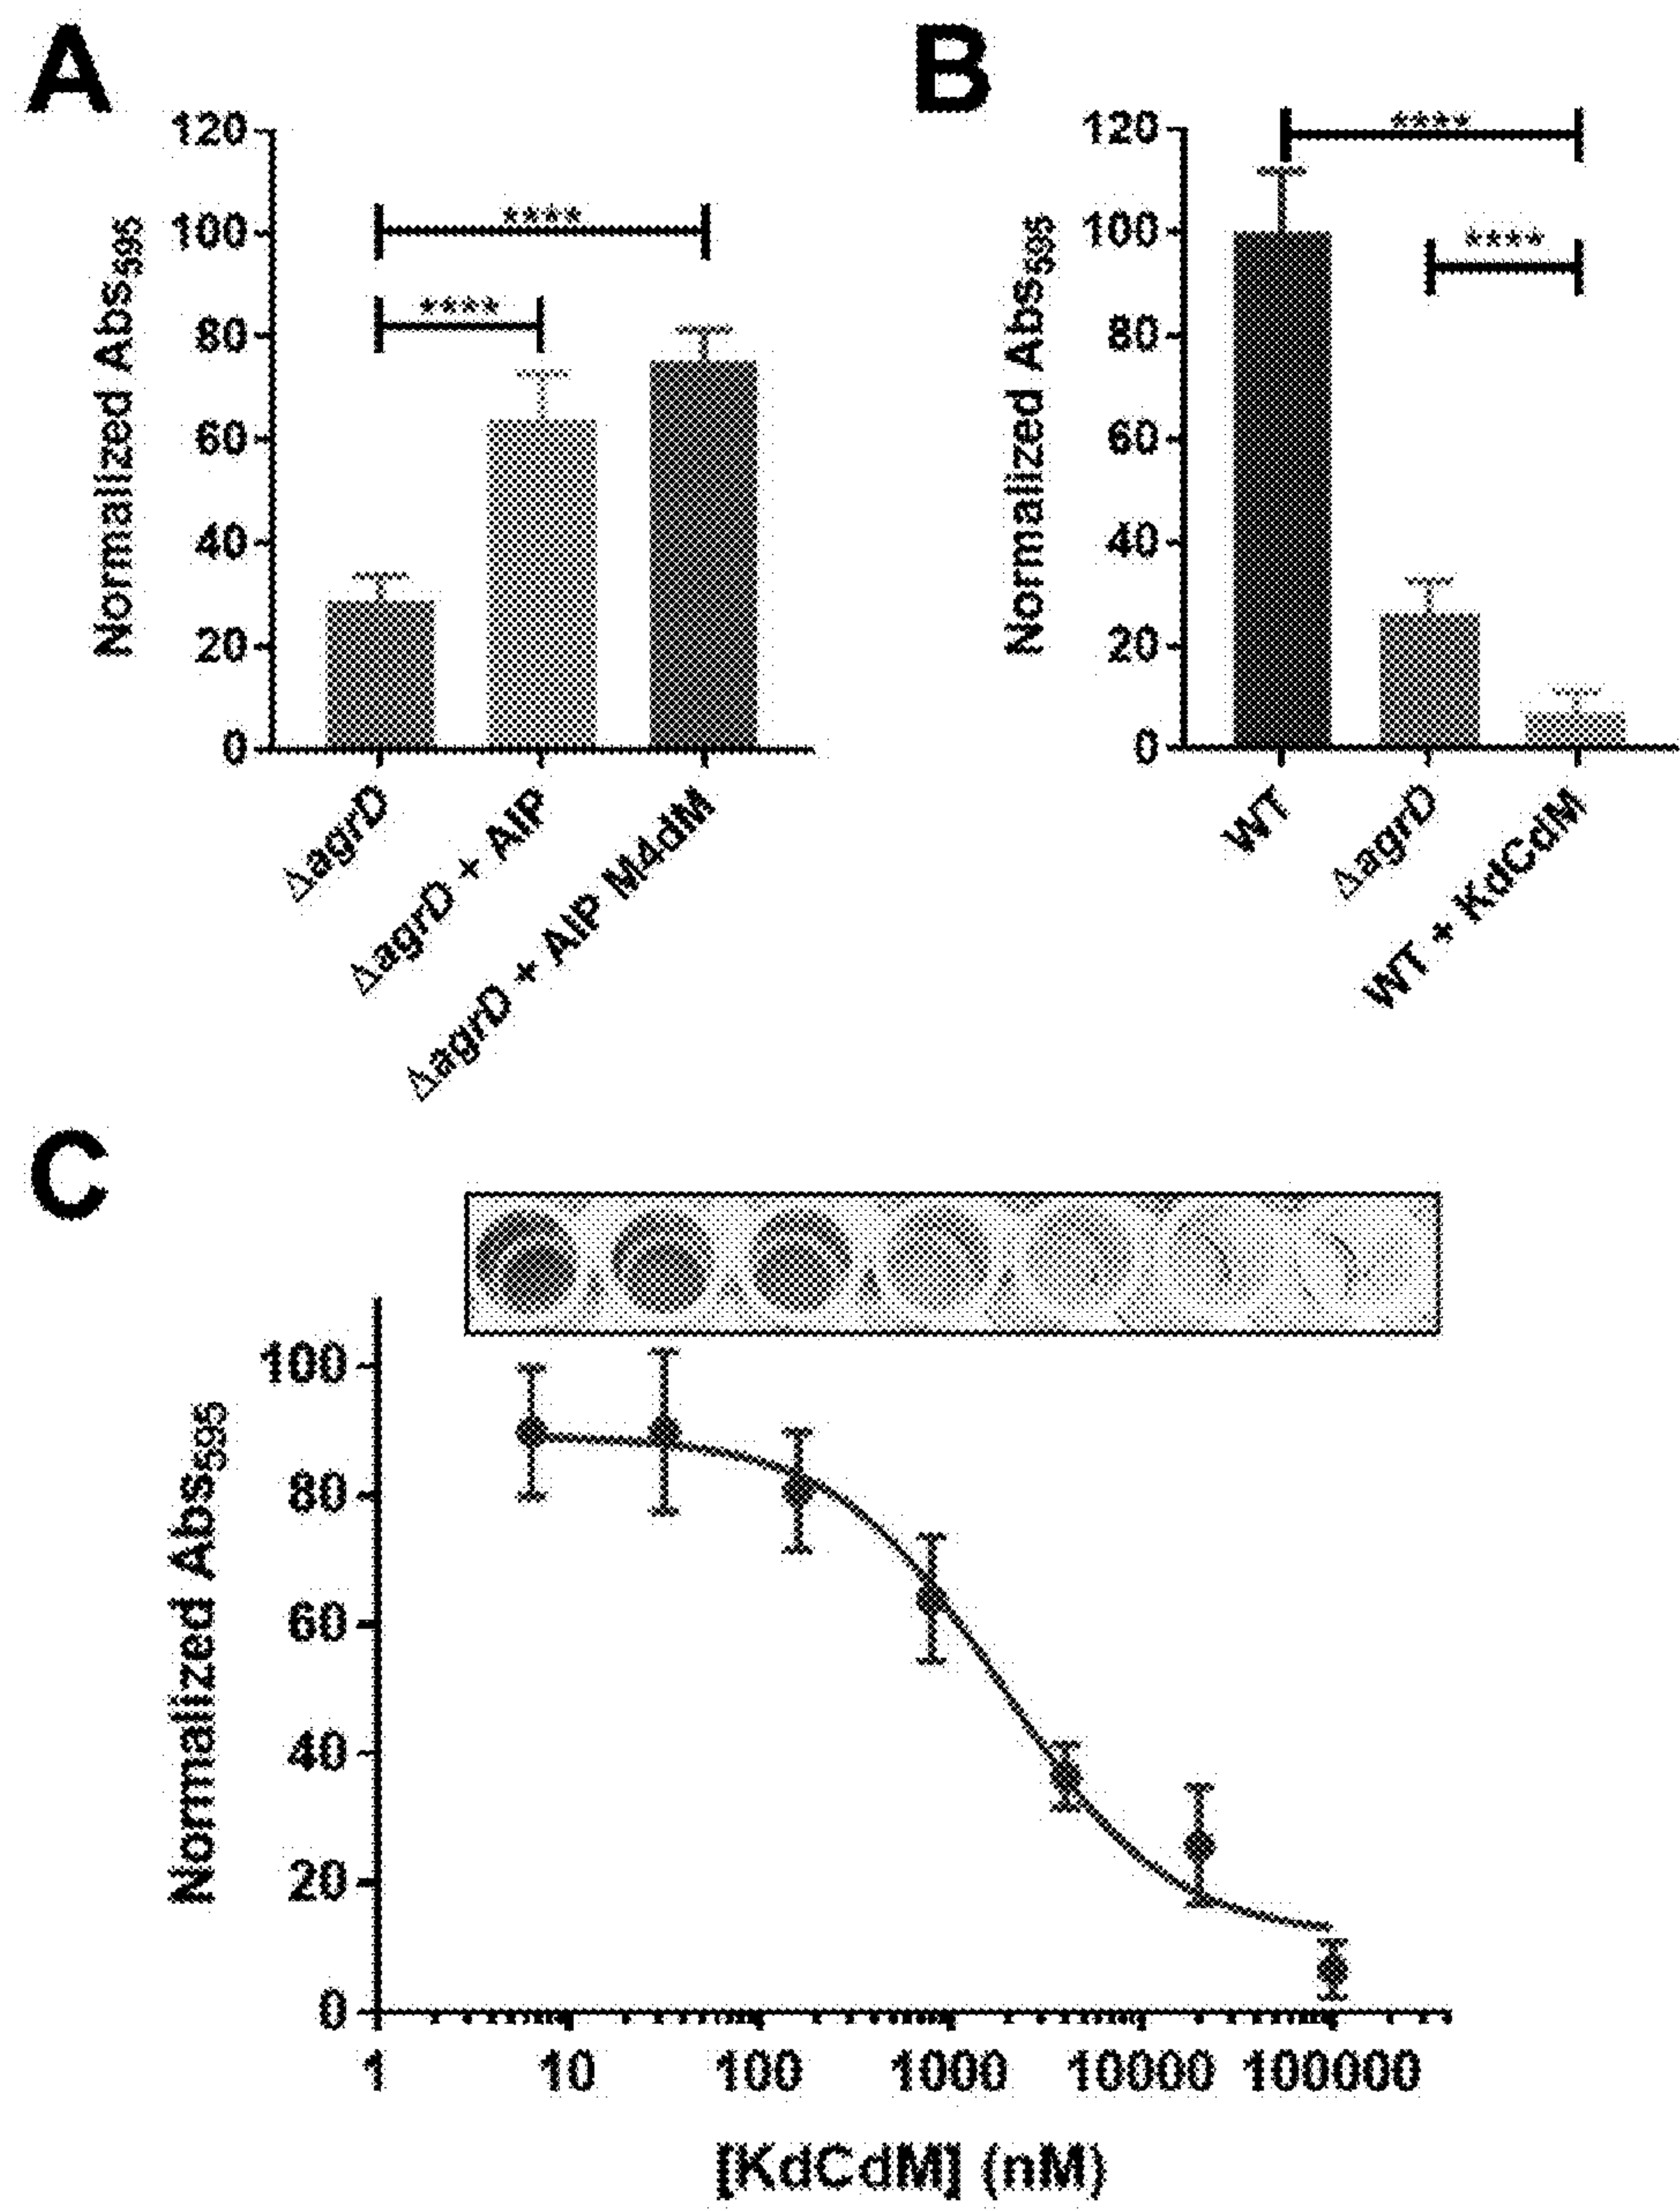 A
Normalized Abs595
120
100
80
60
40
20
0
****
****
ΔagrD
ΔagrD + AIP
ΔagrD + AIP M4dM
B
Normalized Abs595
120
100
80
60
40
20
0
****
****
WT
ΔagrD
WT + KdCdM
C
Normalized Abs595
100
80
60
40
20
0
1 10 100 1000 10000 100000
[KdCdM] (nM)